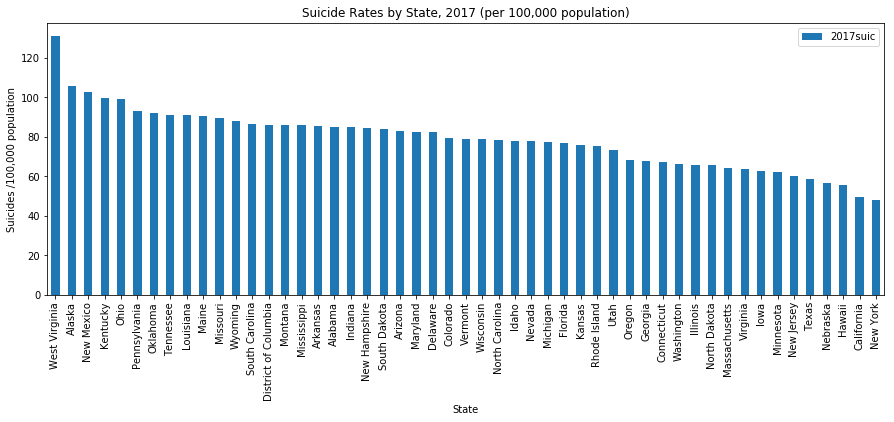 Suicide Rates by State, 2017 (per 100,000 population)
2017suic
Suicides /100,000 population
120
100
80
60
40
20
0
West Virginia
Alaska
New Mexico
Kentucky
Ohio
Pennsylvania
Oklahoma
Tennessee
Louisiana
Maine
Missouri
Wyoming
South Carolina
District of Columbia
Montana
Mississippi
Arkansas
Alabama
Indiana
New Hampshire
South Dakota
Arizona
Maryland
Delaware
Colorado
Vermont
Wisconsin
North Carolina
Idaho
Nevada
Michigan
Florida
Kansas
Rhode Island
Utah
Oregon
Georgia
Connecticut
Washington
Illinois
North Dakota
Massachusetts
Virginia
Iowa
Minnesota
New Jersey
Texas
Nebraska
Hawaii
California
New York
State